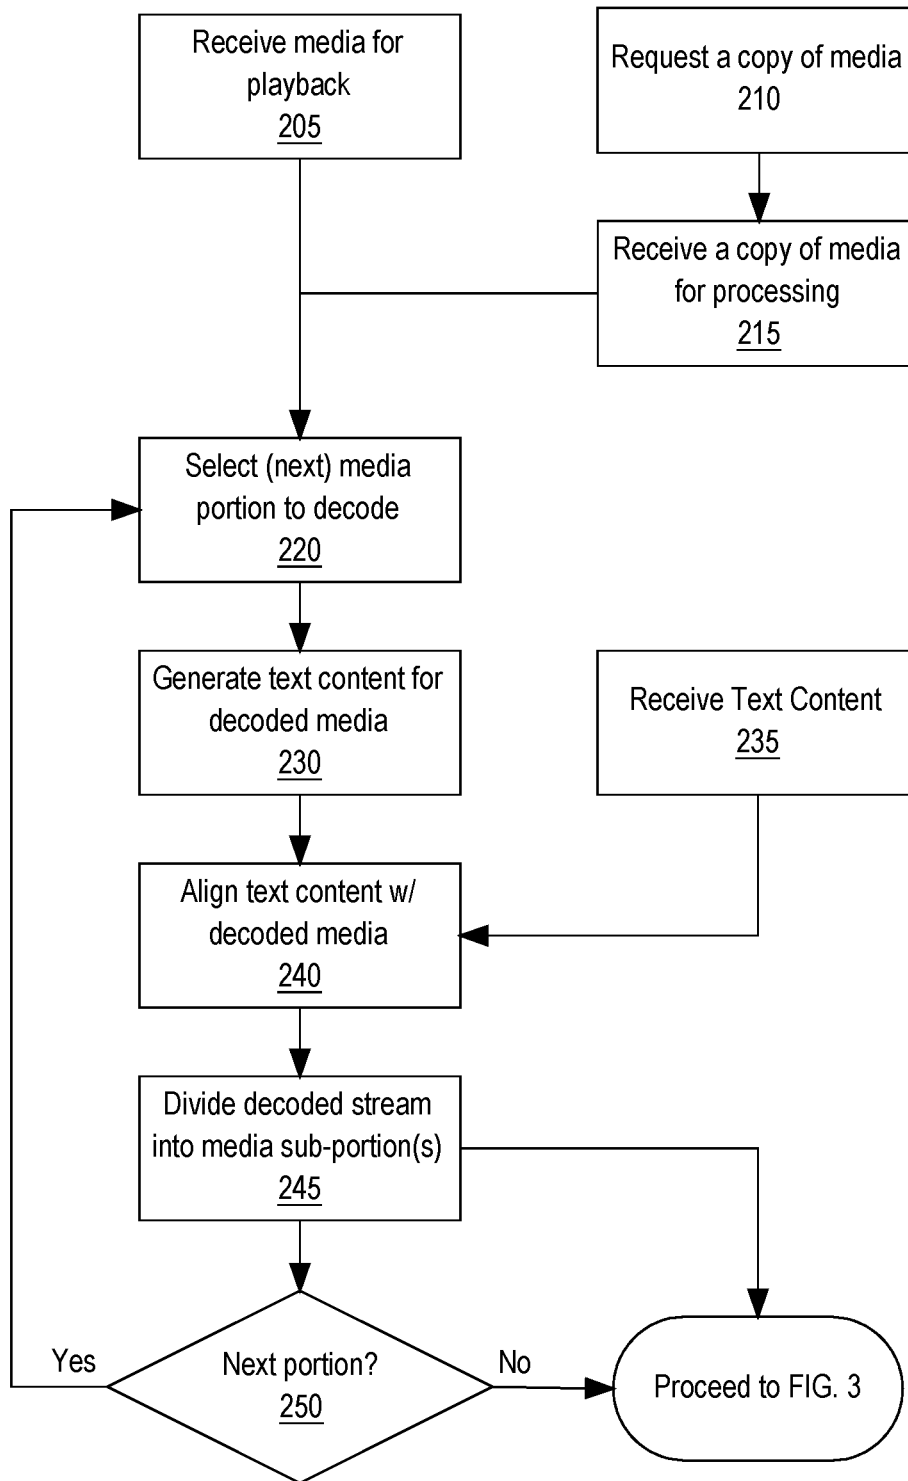 Receive media for
playback
205
Request a copy of media
210
Receive a copy of media
for processing
215
Select (next) media
portion to decode
220
Generate text content for
decoded media
230
Receive Text Content
235
Align text content w/
decoded media
240
Divide decoded stream
into media sub-portion(s)
245
Yes
Next portion?
250
No
Proceed to FIG. 3